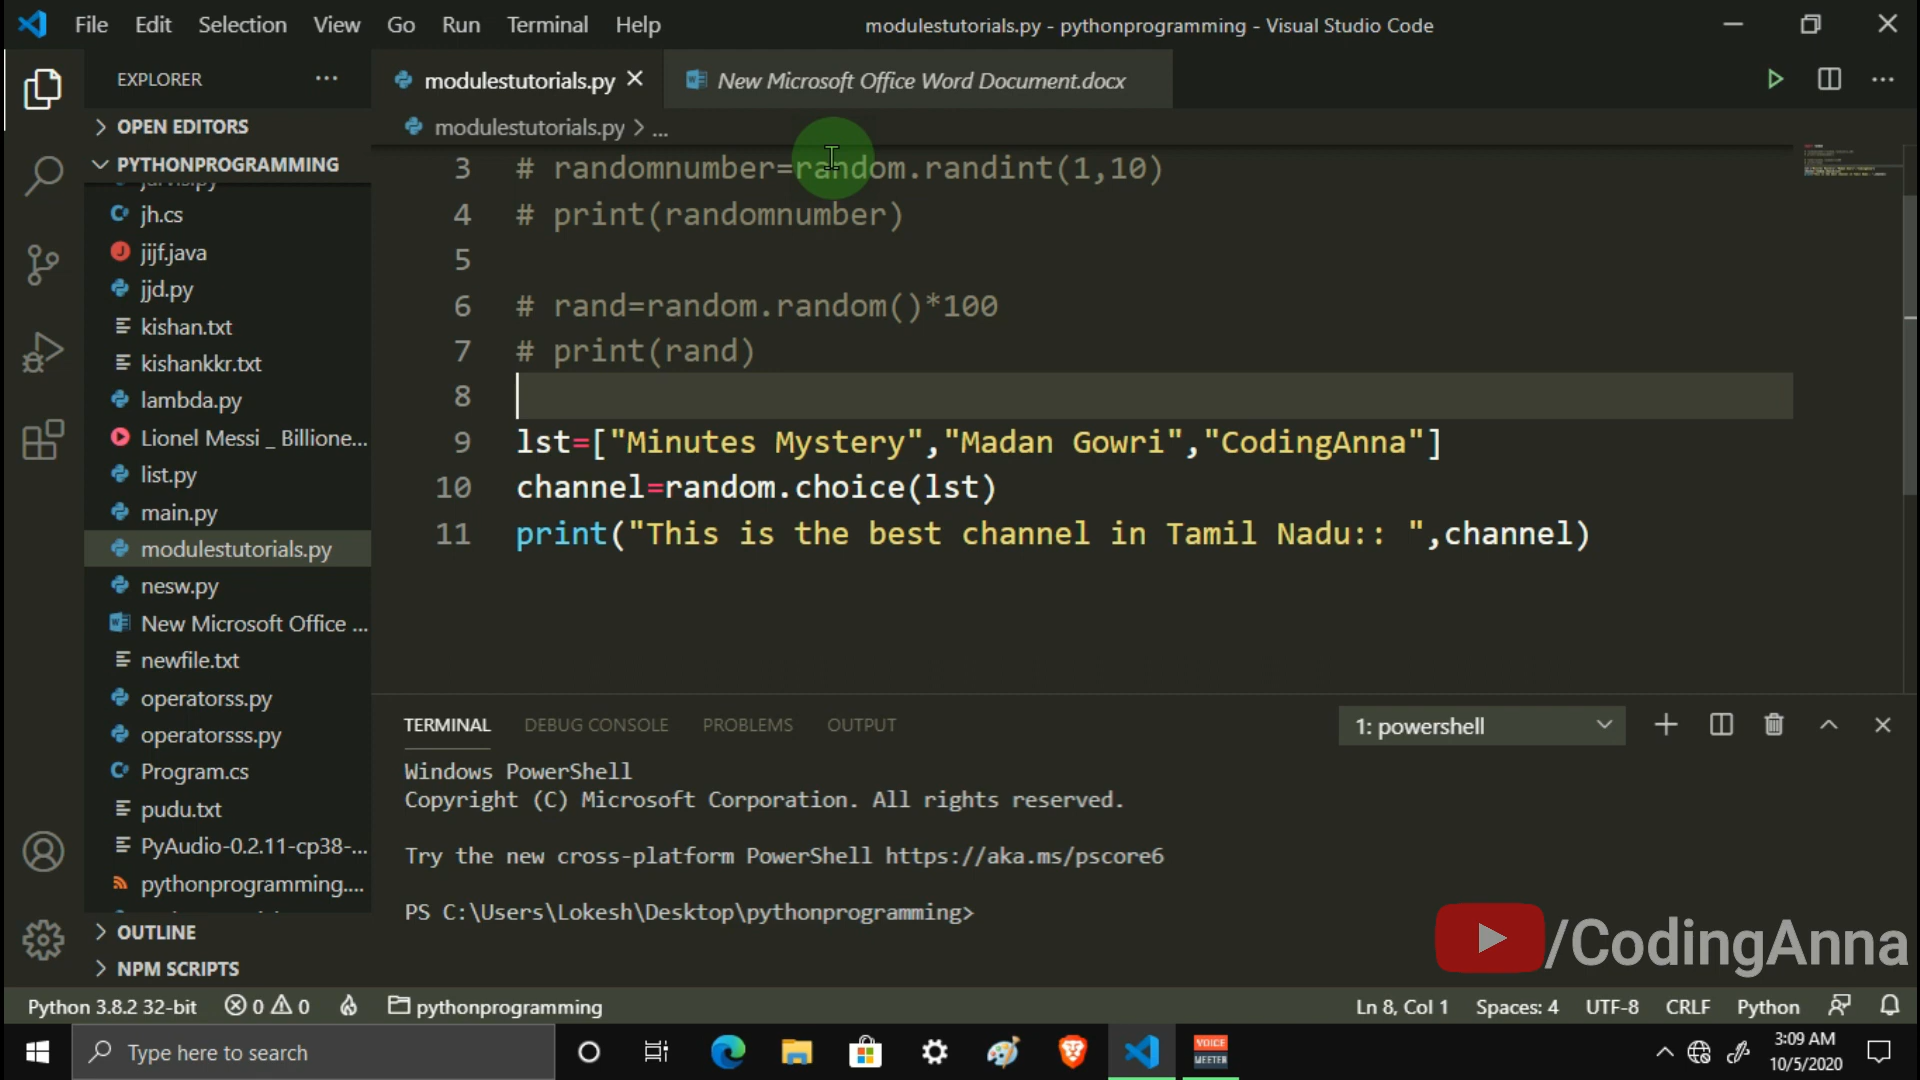 File Edit Selection View Go Run Terminal Help
modulestutorials.py - pythonprogramming - Visual Studio Code
EXPLORER
OPEN EDITORS
PYTHONPROGRAMMING
jh.cs
jijf.java
jjd.py
kishan.txt
kishankkr.txt
lambda.py
Lionel Messi _ Billione...
list.py
main.py
modulestutorials.py
nesw.py
New Microsoft Office ...
newfile.txt
operatorss.py
operatorsss.py
Program.cs
pudu.txt
PyAudio-0.2.11-cp38-...
pythonprogramming....
OUTLINE
NPM SCRIPTS
modulestutorials.py
New Microsoft Office Word Document.docx
modulestutorials.py > ...
3 # randomnumber=random.randint(1,10)
4 # print(randomnumber)
5
6 # rand=random.random()*100
7 # print(rand)
8
9 lst=["Minutes Mystery","Madan Gowri","CodingAnna"]
10 channel=random.choice(lst)
11 print("This is the best channel in Tamil Nadu:: ",channel)
TERMINAL DEBUG CONSOLE PROBLEMS OUTPUT
1: powershell
Windows PowerShell
Copyright (C) Microsoft Corporation. All rights reserved.
Try the new cross-platform PowerShell https://aka.ms/pscore6
PS C:\Users\Lokesh\Desktop\pythonprogramming>
/CodingAnna
Python 3.8.2 32-bit 0 0 pythonprogramming
Ln 8, Col 1 Spaces: 4 UTF-8 CRLF Python
Type here to search
VOICE
MEETER
3:09 AM
10/5/2020